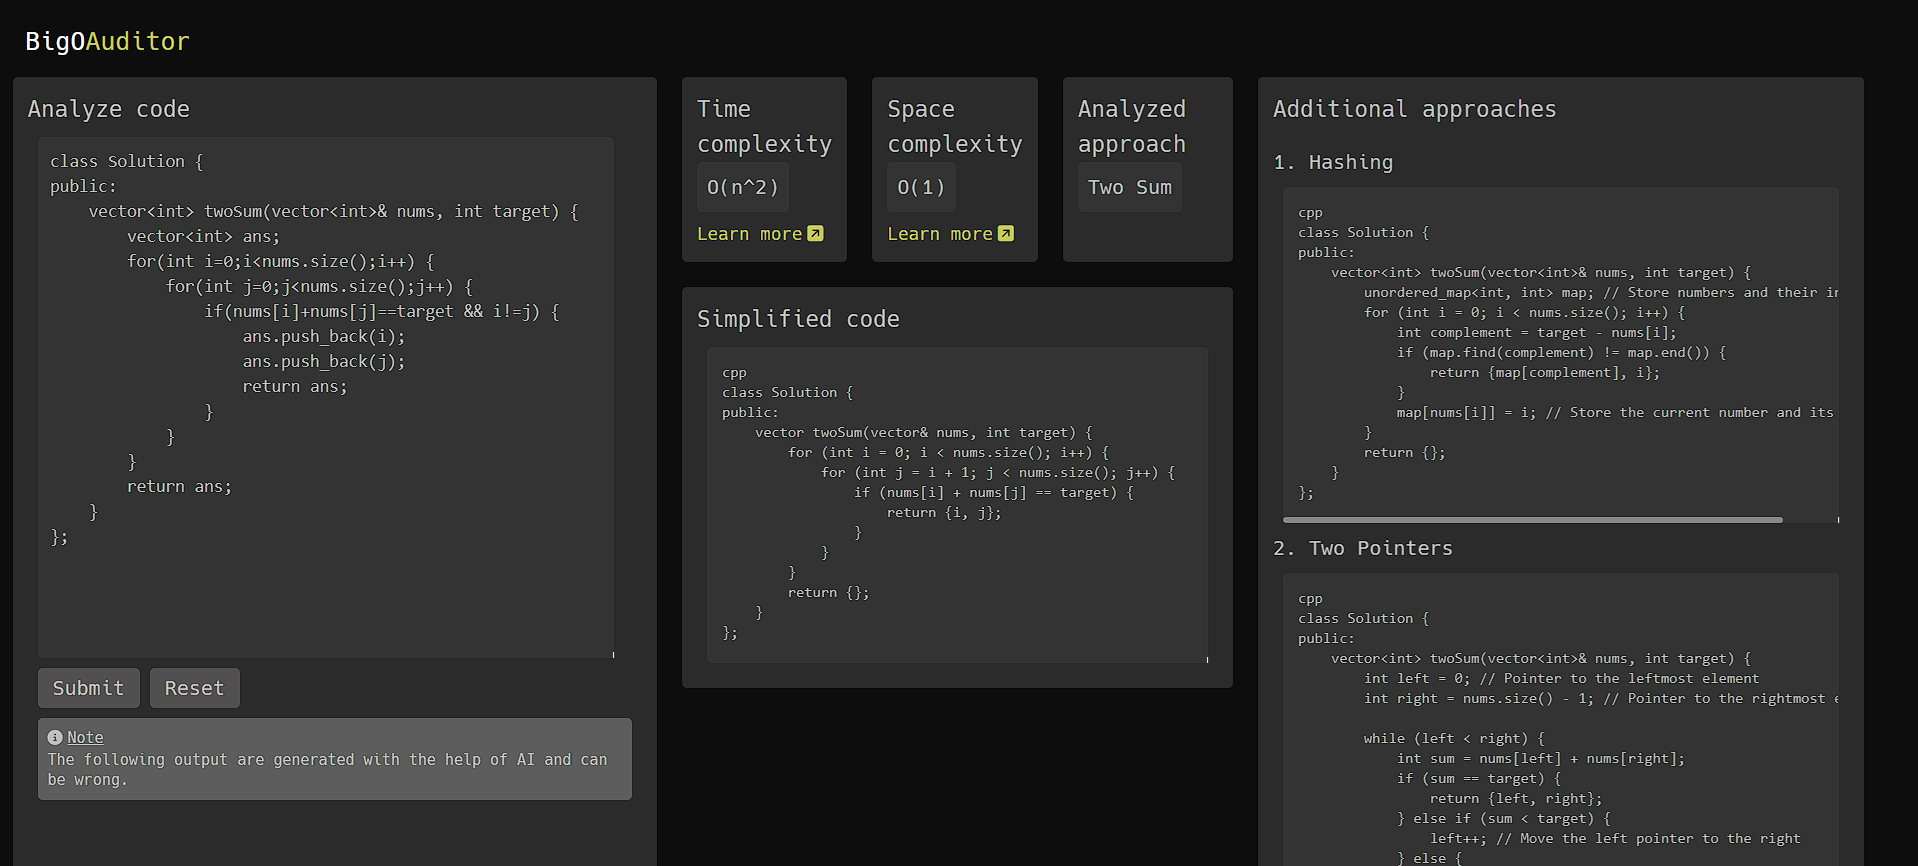 BigOAuditor
Analyze code
class Solution {
public:
    vector<int> twoSum(vector<int>& nums, int target) {
        vector<int> ans;
        for(int i=0;i<nums.size();i++) {
            for(int j=0;j<nums.size();j++) {
                if(nums[i]+nums[j]==target && i!=j) {
                    ans.push_back(i);
                    ans.push_back(j);
                    return ans;
                }
            }
        }
        return ans;
    }
};
Submit
Reset
Note
The following output are generated with the help of AI and can
be wrong.
Time
complexity
O(n^2)
Learn more
Space
complexity
O(1)
Learn more
Analyzed
approach
Two Sum
Simplified code
cpp
class Solution {
public:
    vector twoSum(vector& nums, int target) {
        for (int i = 0; i < nums.size(); i++) {
            for (int j = i + 1; j < nums.size(); j++) {
                if (nums[i] + nums[j] == target) {
                    return {i, j};
                }
            }
        }
        return {};
    }
};
Additional approaches
1. Hashing
cpp
class Solution {
public:
    vector<int> twoSum(vector<int>& nums, int target) {
        unordered_map<int, int> map; // Store numbers and their
        for (int i = 0; i < nums.size(); i++) {
            int complement = target - nums[i];
            if (map.find(complement) != map.end()) {
                return {map[complement], i};
            }
            map[nums[i]] = i; // Store the current number and its
        }
        return {};
    }
};
2. Two Pointers
cpp
class Solution {
public:
    vector<int> twoSum(vector<int>& nums, int target) {
        int left = 0; // Pointer to the leftmost element
        int right = nums.size() - 1; // Pointer to the rightmost
        while (left < right) {
            int sum = nums[left] + nums[right];
            if (sum == target) {
                return {left, right};
            } else if (sum < target) {
                left++; // Move the left pointer to the right
            } else {